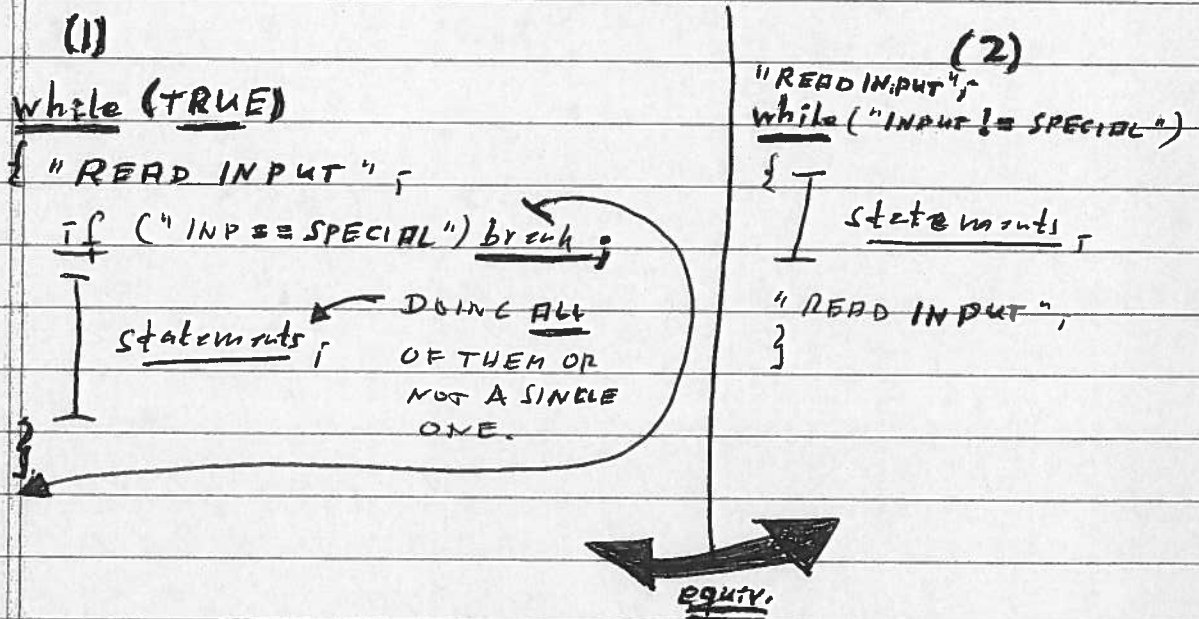 (1)
while (TRUE)
{ "READ INPUT" ;
if ("INP == SPECIAL") break ;
statements ;
DOING ALL
OF THEM OR
NOT A SINGLE
ONE.
}
(2)
"READ INPUT" ;
while ("INPUT != SPECIAL")
{
statements ;
"READ INPUT" ;
}
equiv.